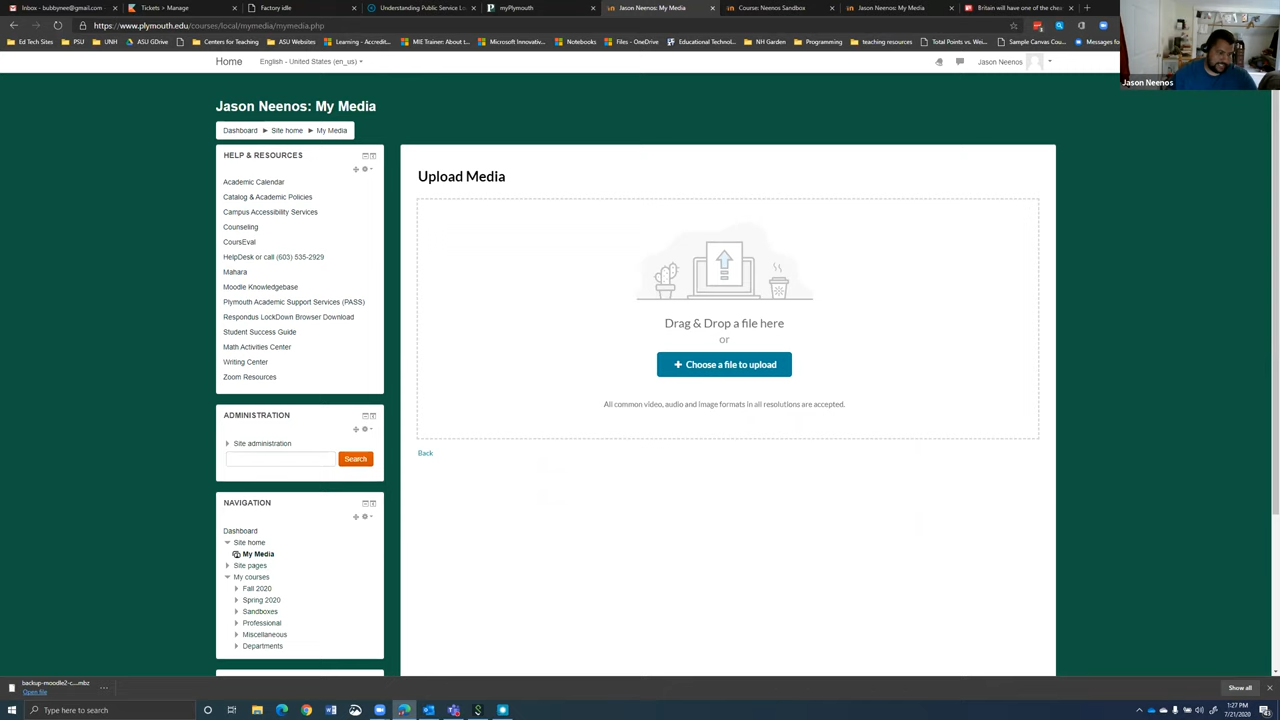 Inbox - bubbynee@gmail.com
Tickets > Manage
Factory idle
Understanding Public Service Lo
myPlymouth
Jason Neenos: My Media
Course: Neenos Sandbox
Jason Neenos: My Media
Britain will have one of the chea
https://www.plymouth.edu/courses/local/mymedia/mymedia.php
Ed Tech Sites
PSU
UNH
Centers for Teaching
ASU GDrive
ASU Websites
Learning - Accredit...
MIE Trainer: About t...
Microsoft Innovativ...
Notebooks
Files - OneDrive
Educational Technol...
NH Garden
Programming
teaching resources
Total Points vs. Wei...
Sample Canvas Cou...
Messages fo
Jason Neenos
Home
English - United States (en_us)
Jason Neenos
Jason Neenos: My Media
Dashboard
Site home
My Media
HELP & RESOURCES
Academic Calendar
Catalog & Academic Policies
Campus Accessibility Services
Counseling
CoursEval
HelpDesk or call (603) 535-2929
Mahara
Moodle Knowledgebase
Plymouth Academic Support Services (PASS)
Respondus LockDown Browser Download
Student Success Guide
Math Activities Center
Writing Center
Zoom Resources
ADMINISTRATION
Site administration
Search
NAVIGATION
Dashboard
Site home
My Media
Site pages
My courses
Fall 2020
Spring 2020
Sandboxes
Professional
Miscellaneous
Departments
Upload Media
Drag & Drop a file here
or
+ Choose a file to upload
All common video, audio and image formats in all resolutions are accepted.
Back
backup-moodle2-c....mbz
Open file
Show all
Type here to search
1:27 PM
7/21/2020